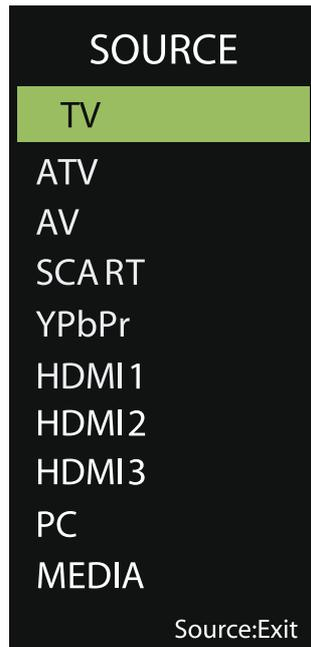 SOURCE
TV
ATV
AV
SCART
YPbPr
HDMI1
HDMI2
HDMI3
PC
MEDIA
Source:Exit